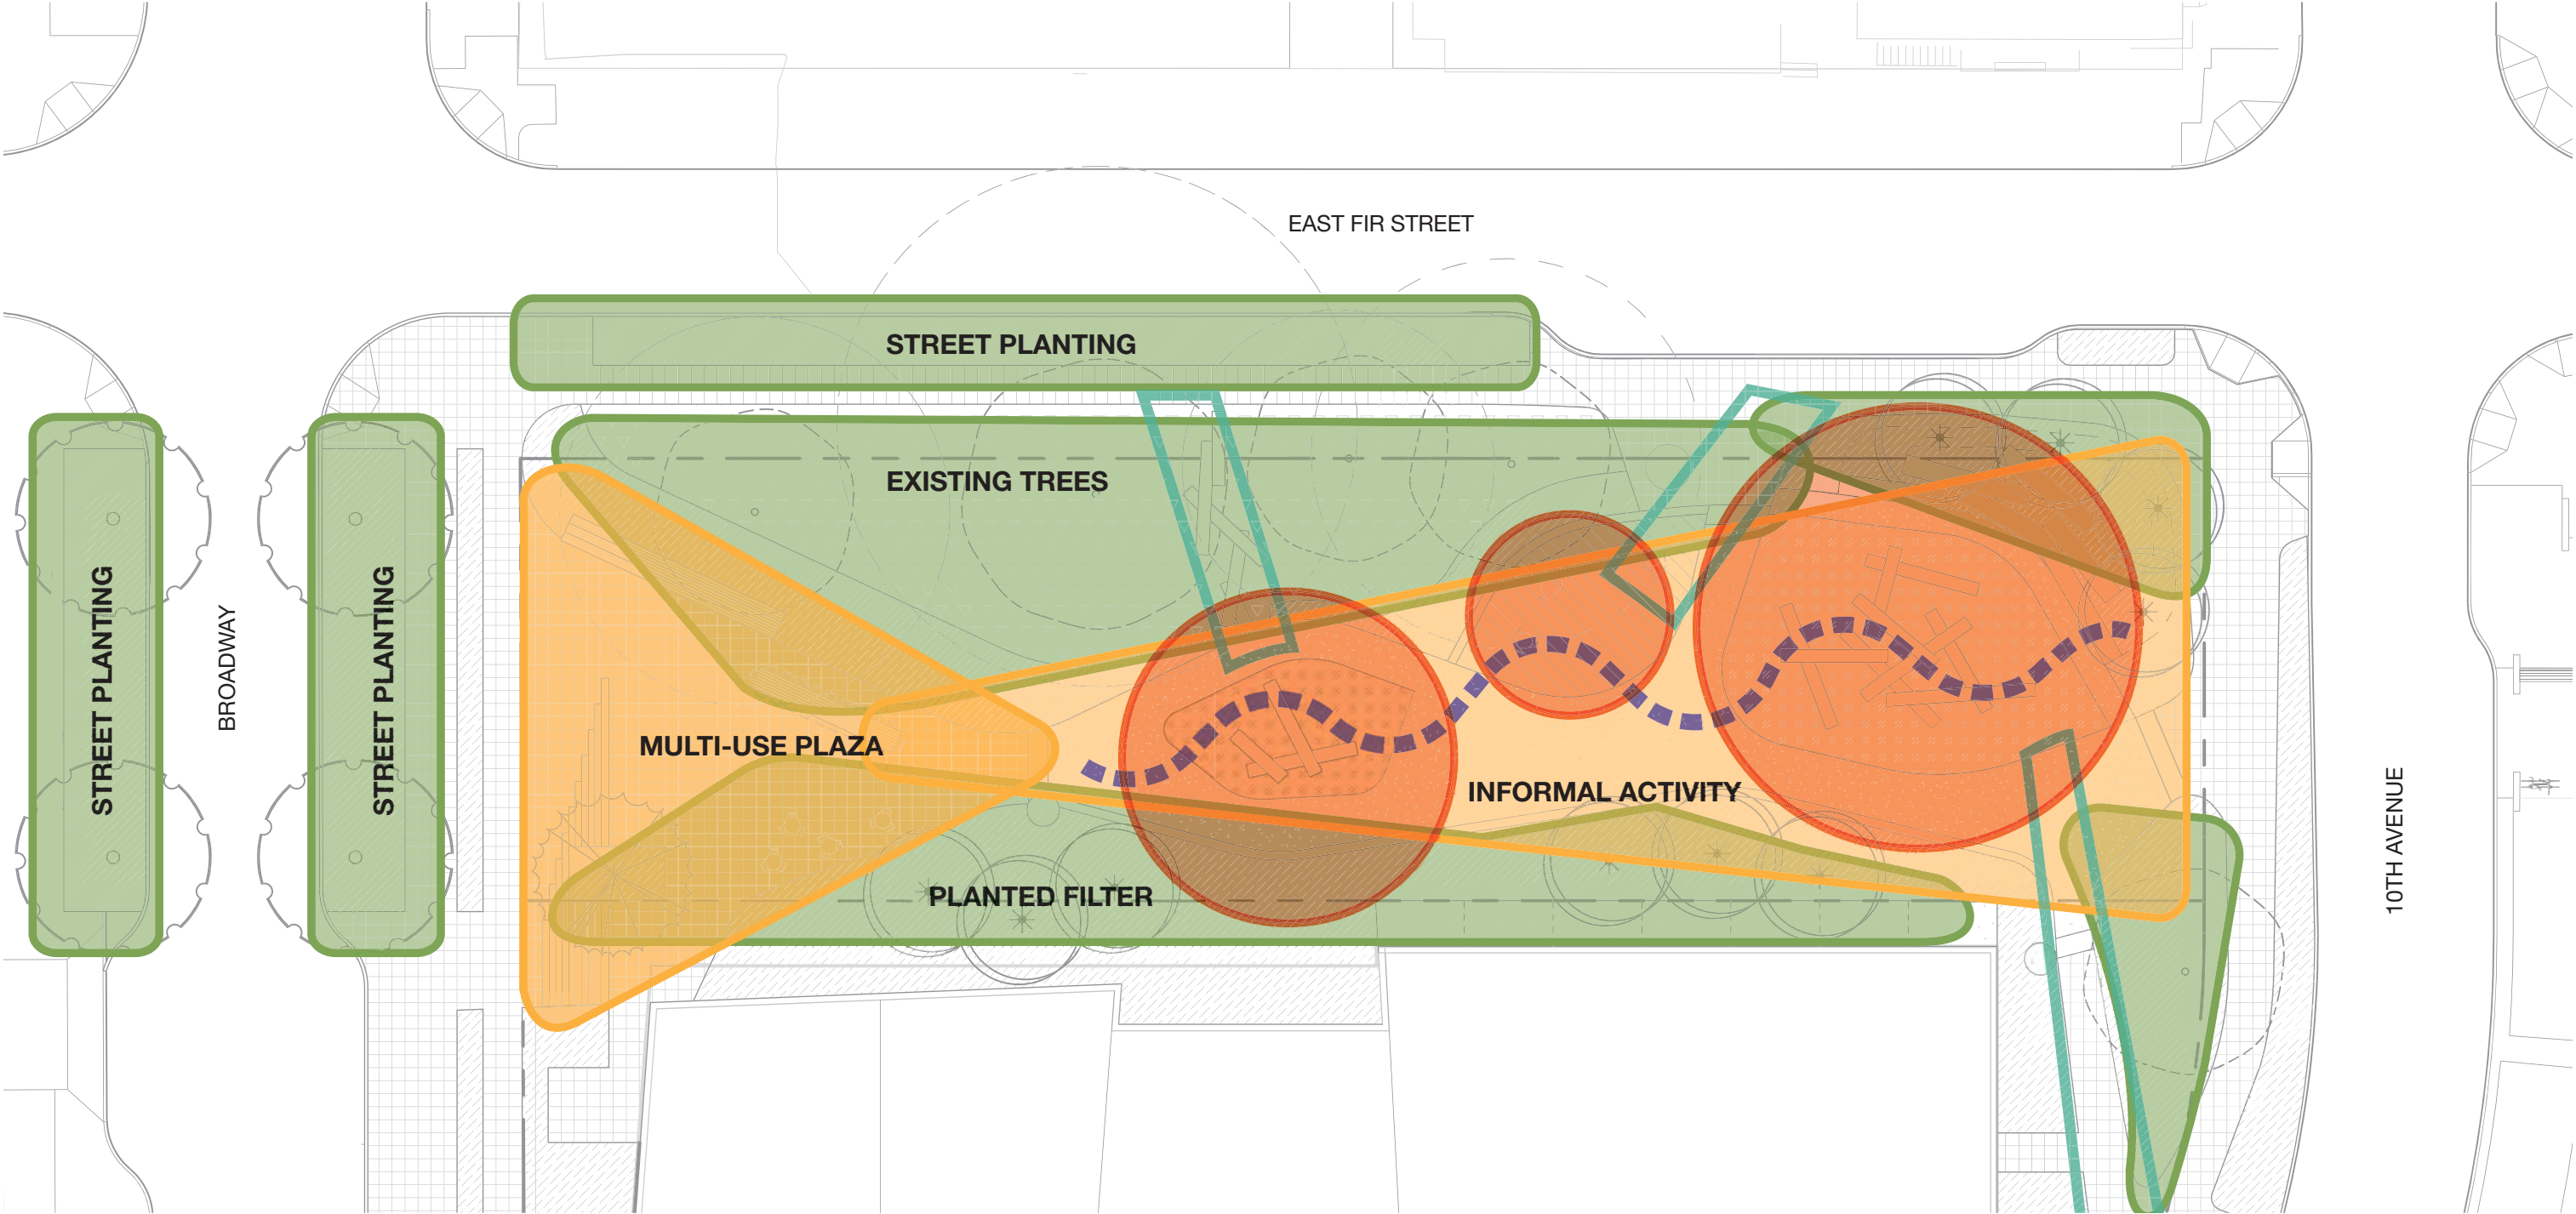 EAST FIR STREET
STREET PLANTING
EXISTING TREES
STREET PLANTING
BROADWAY
STREET PLANTING
MULTI-USE PLAZA
INFORMAL ACTIVITY
PLANTED FILTER
10TH AVENUE